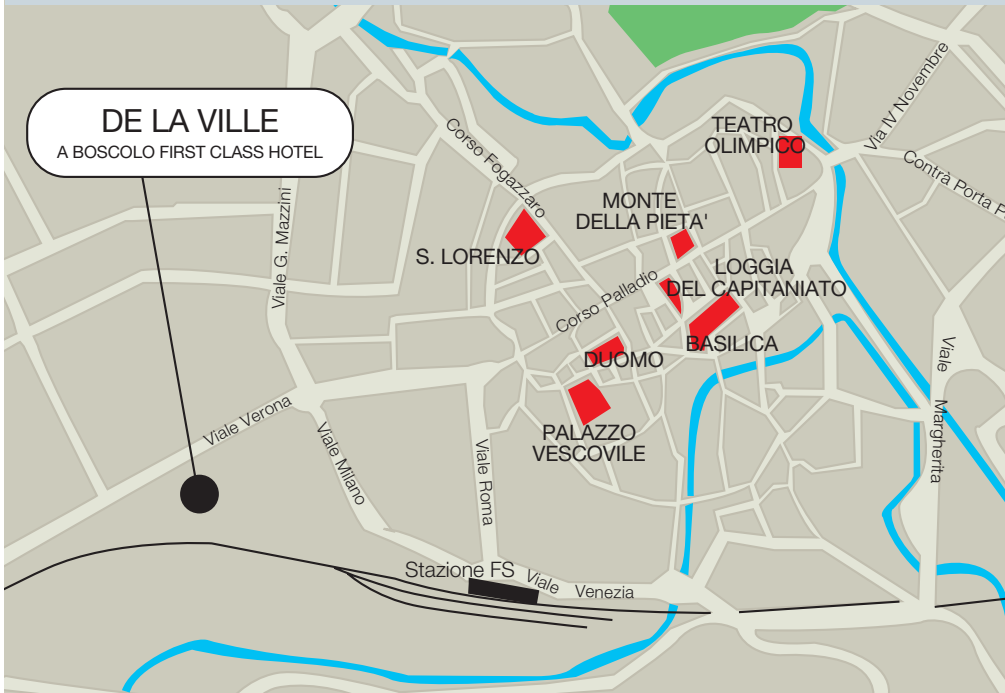 DE LA VILLE
A BOSCOLO FIRST CLASS HOTEL
Viale G. Mazzini
Corso Fogazzaro
TEATRO
OLIMPICO
Via IV Novembre
Contrà Porta P
MONTE
DELLA PIETA'
S. LORENZO
LOGGIA
DEL CAPITANIATO
Corso Palladio
BASILICA
DUOMO
Viale
Margherita
Viale Verona
Viale Milano
PALAZZO
VESCOVILE
Viale Roma
Stazione FS
Viale Venezia